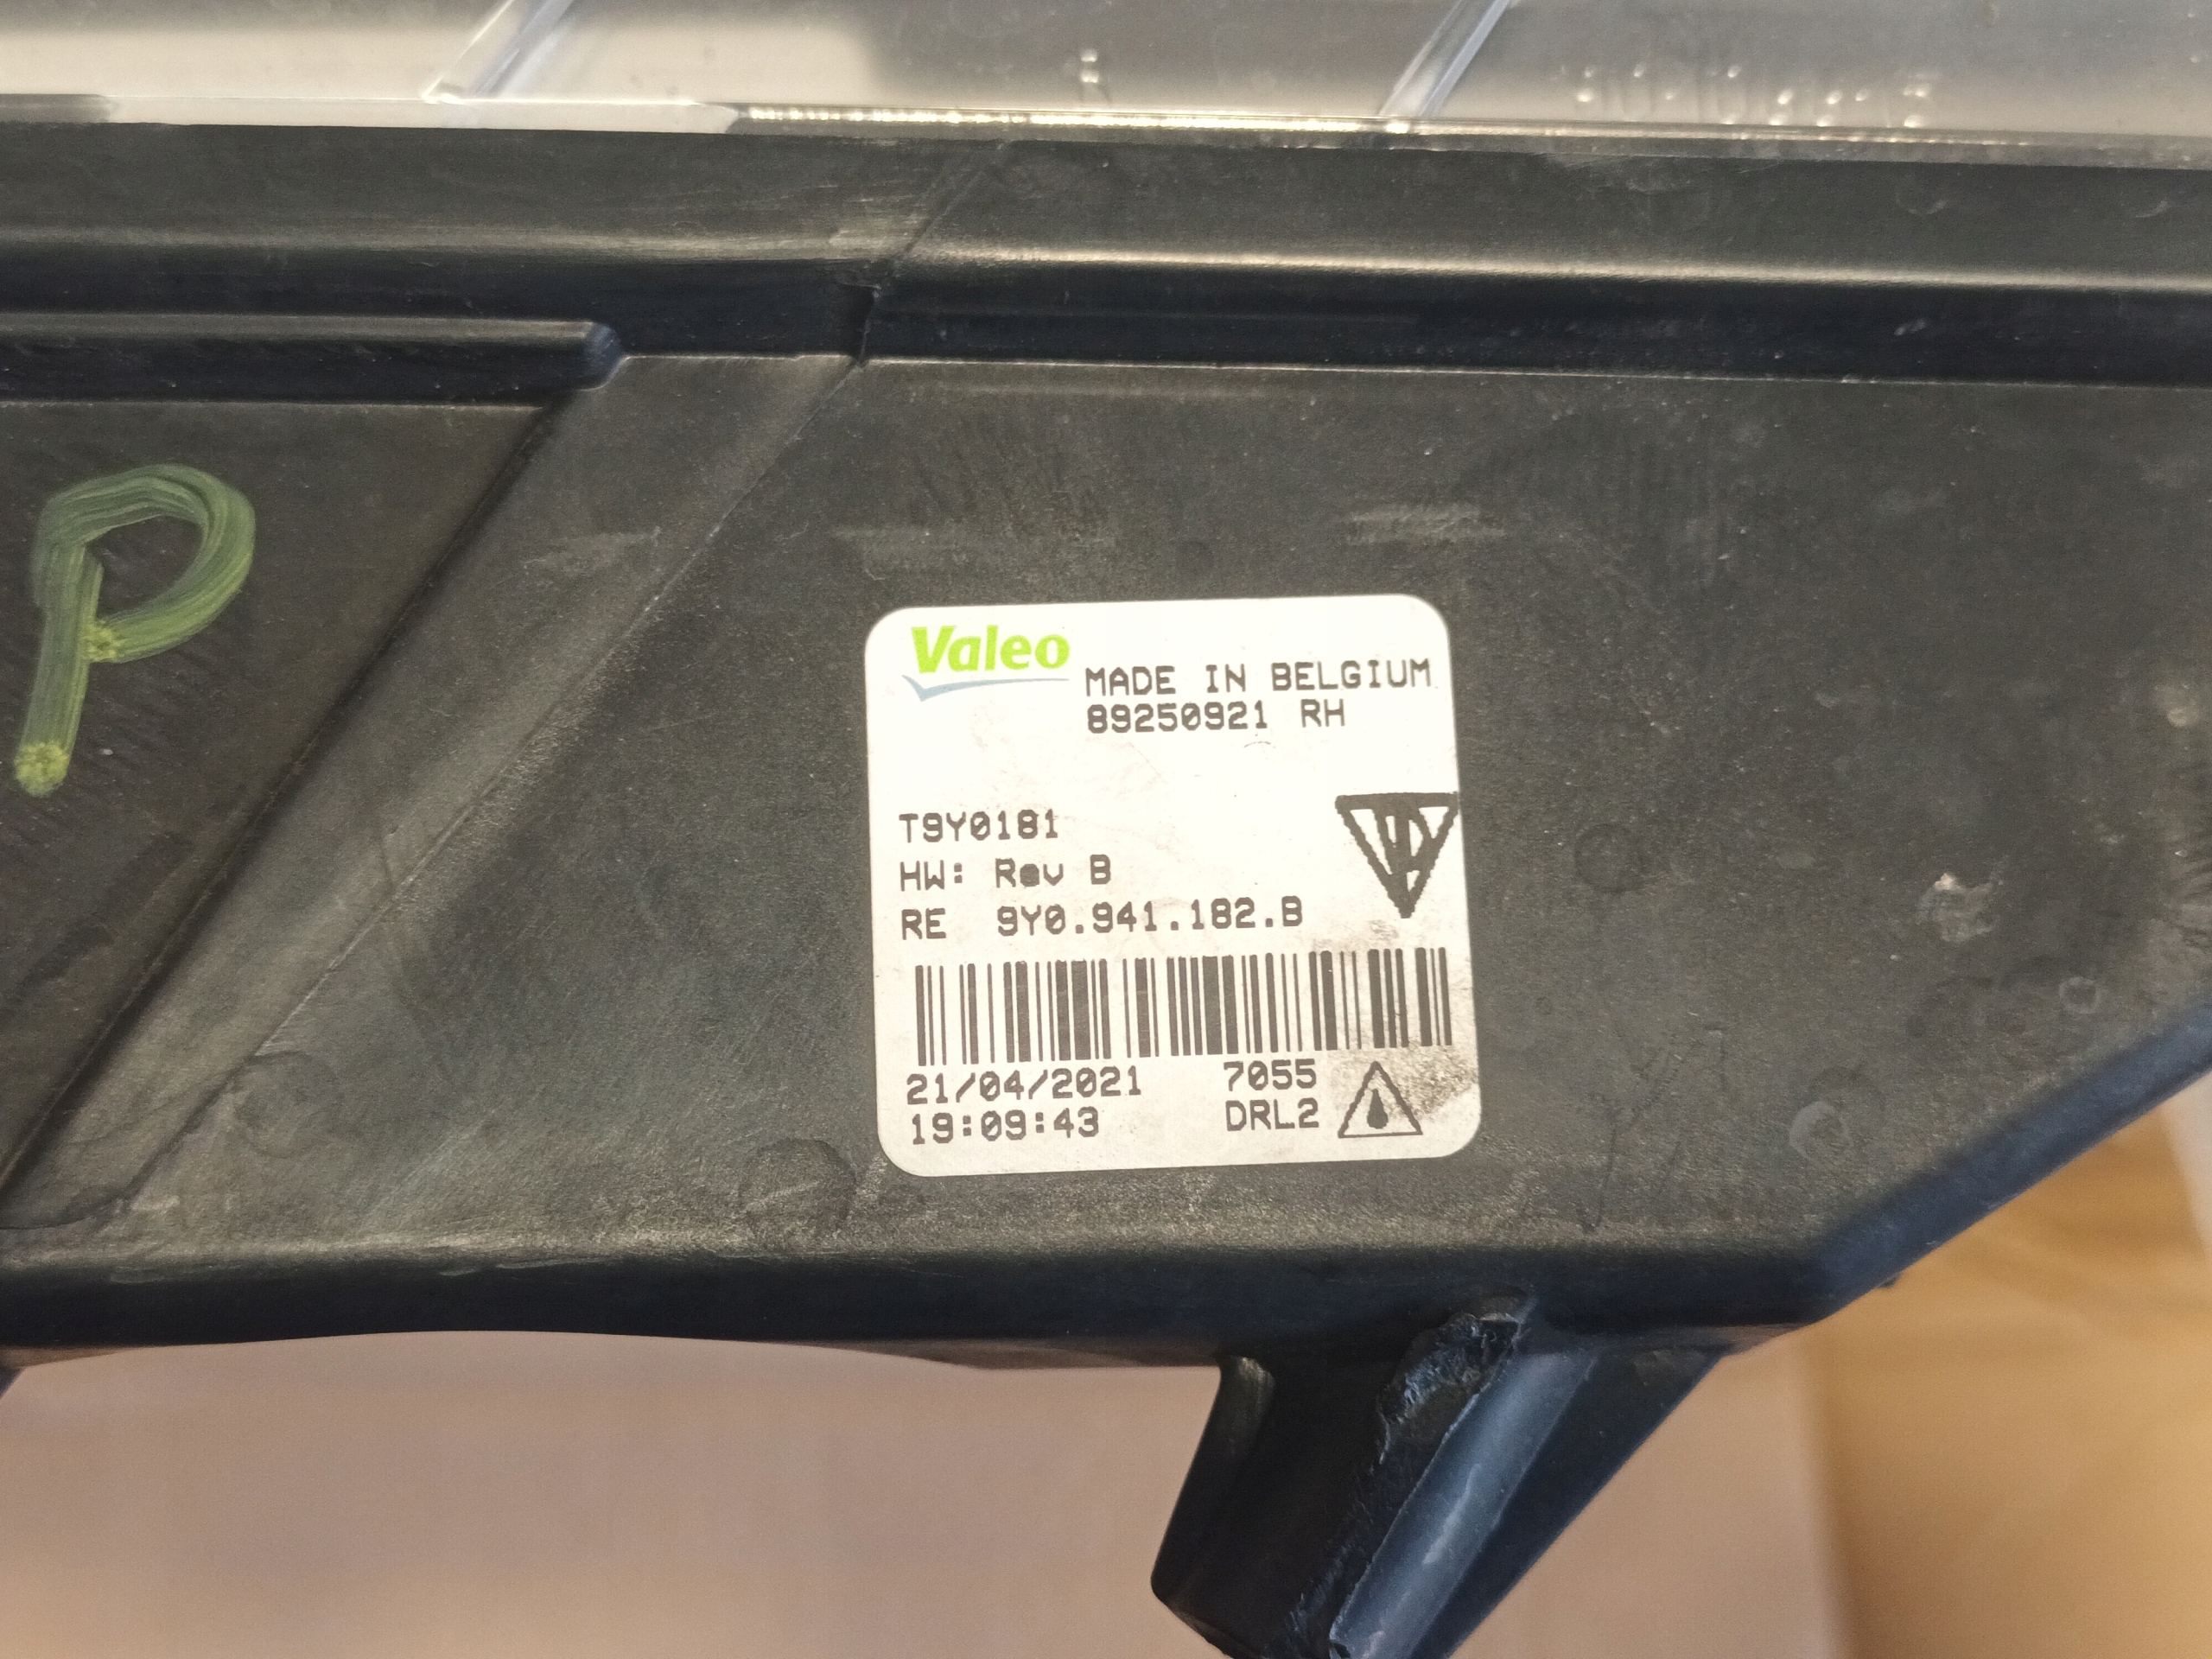 P
Valeo
MADE IN BELGIUM
89250921 RH
T9Y0181
HW: Rev B
RE 9Y0.941.182.B
21/04/2021 7055
19:09:43 DRL2